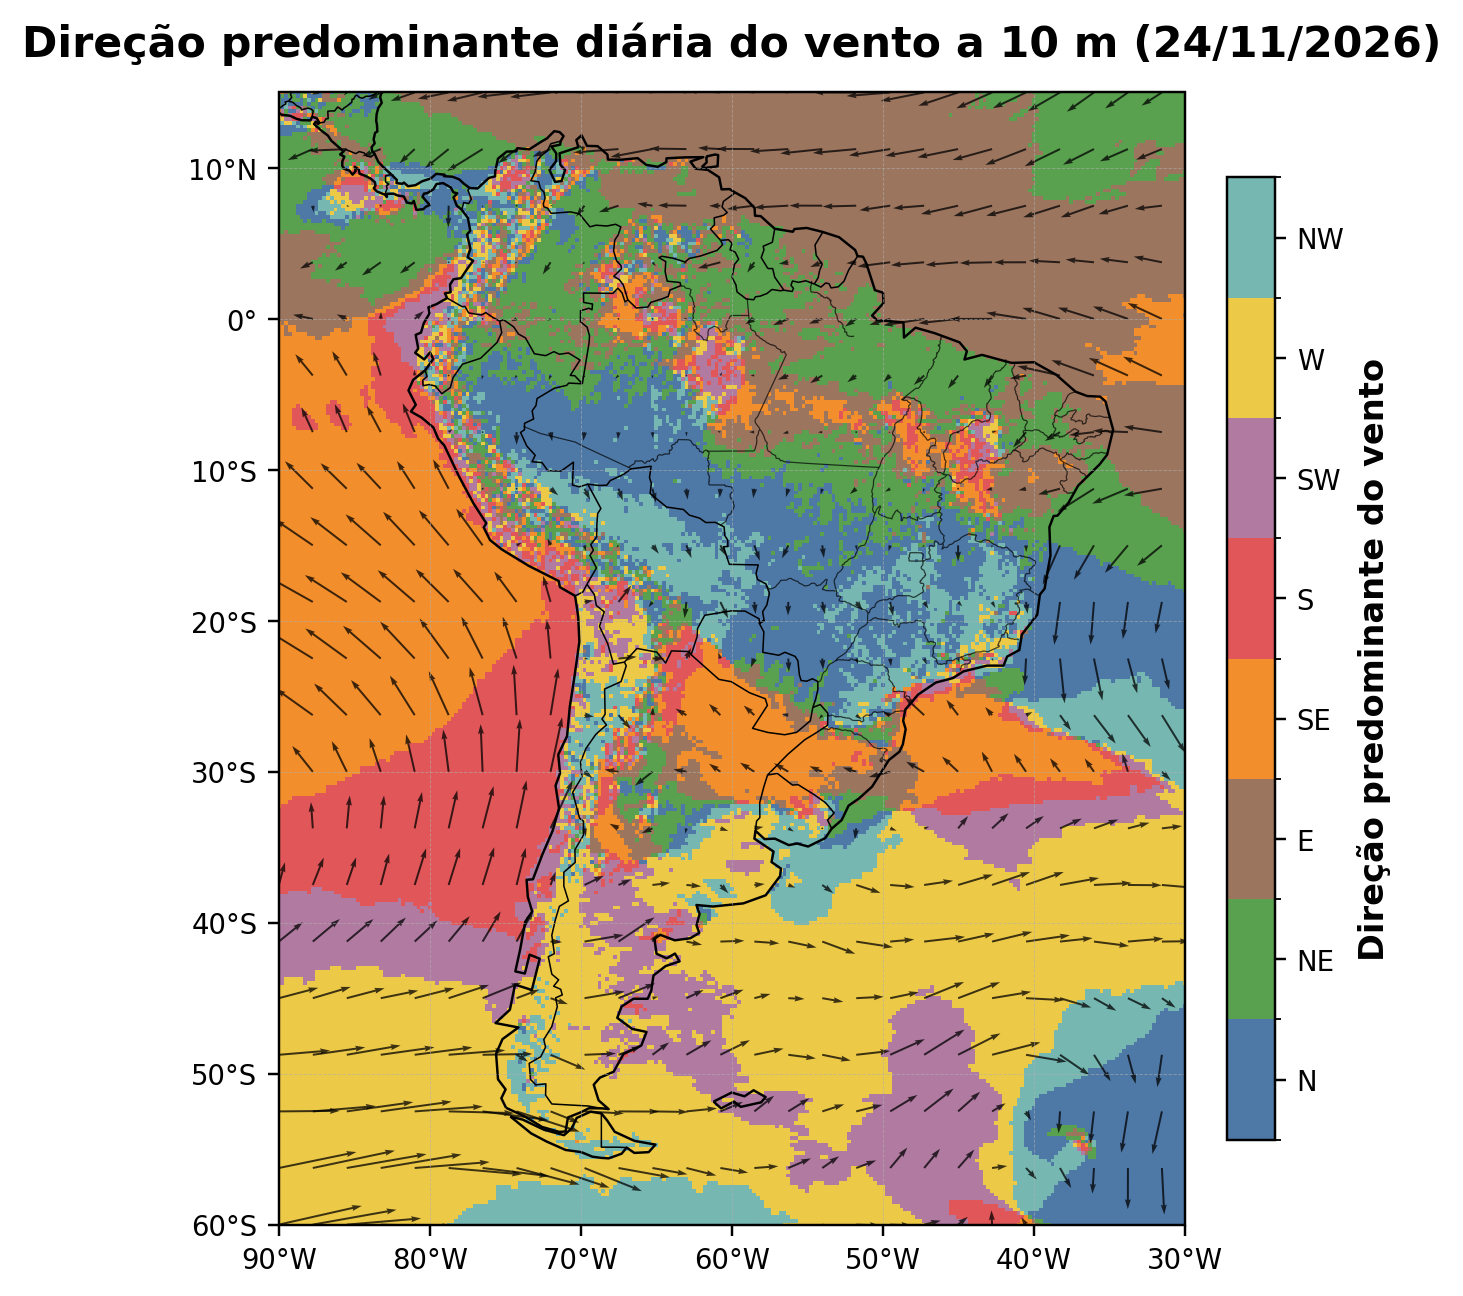 Direção predominante diária do vento a 10 m (24/11/2026)
10°N
0°
10°S
20°S
30°S
40°S
50°S
60°S
90°W
80°W
70°W
60°W
50°W
40°W
30°W
NW
W
SW
S
SE
E
NE
N
Direção predominante do vento